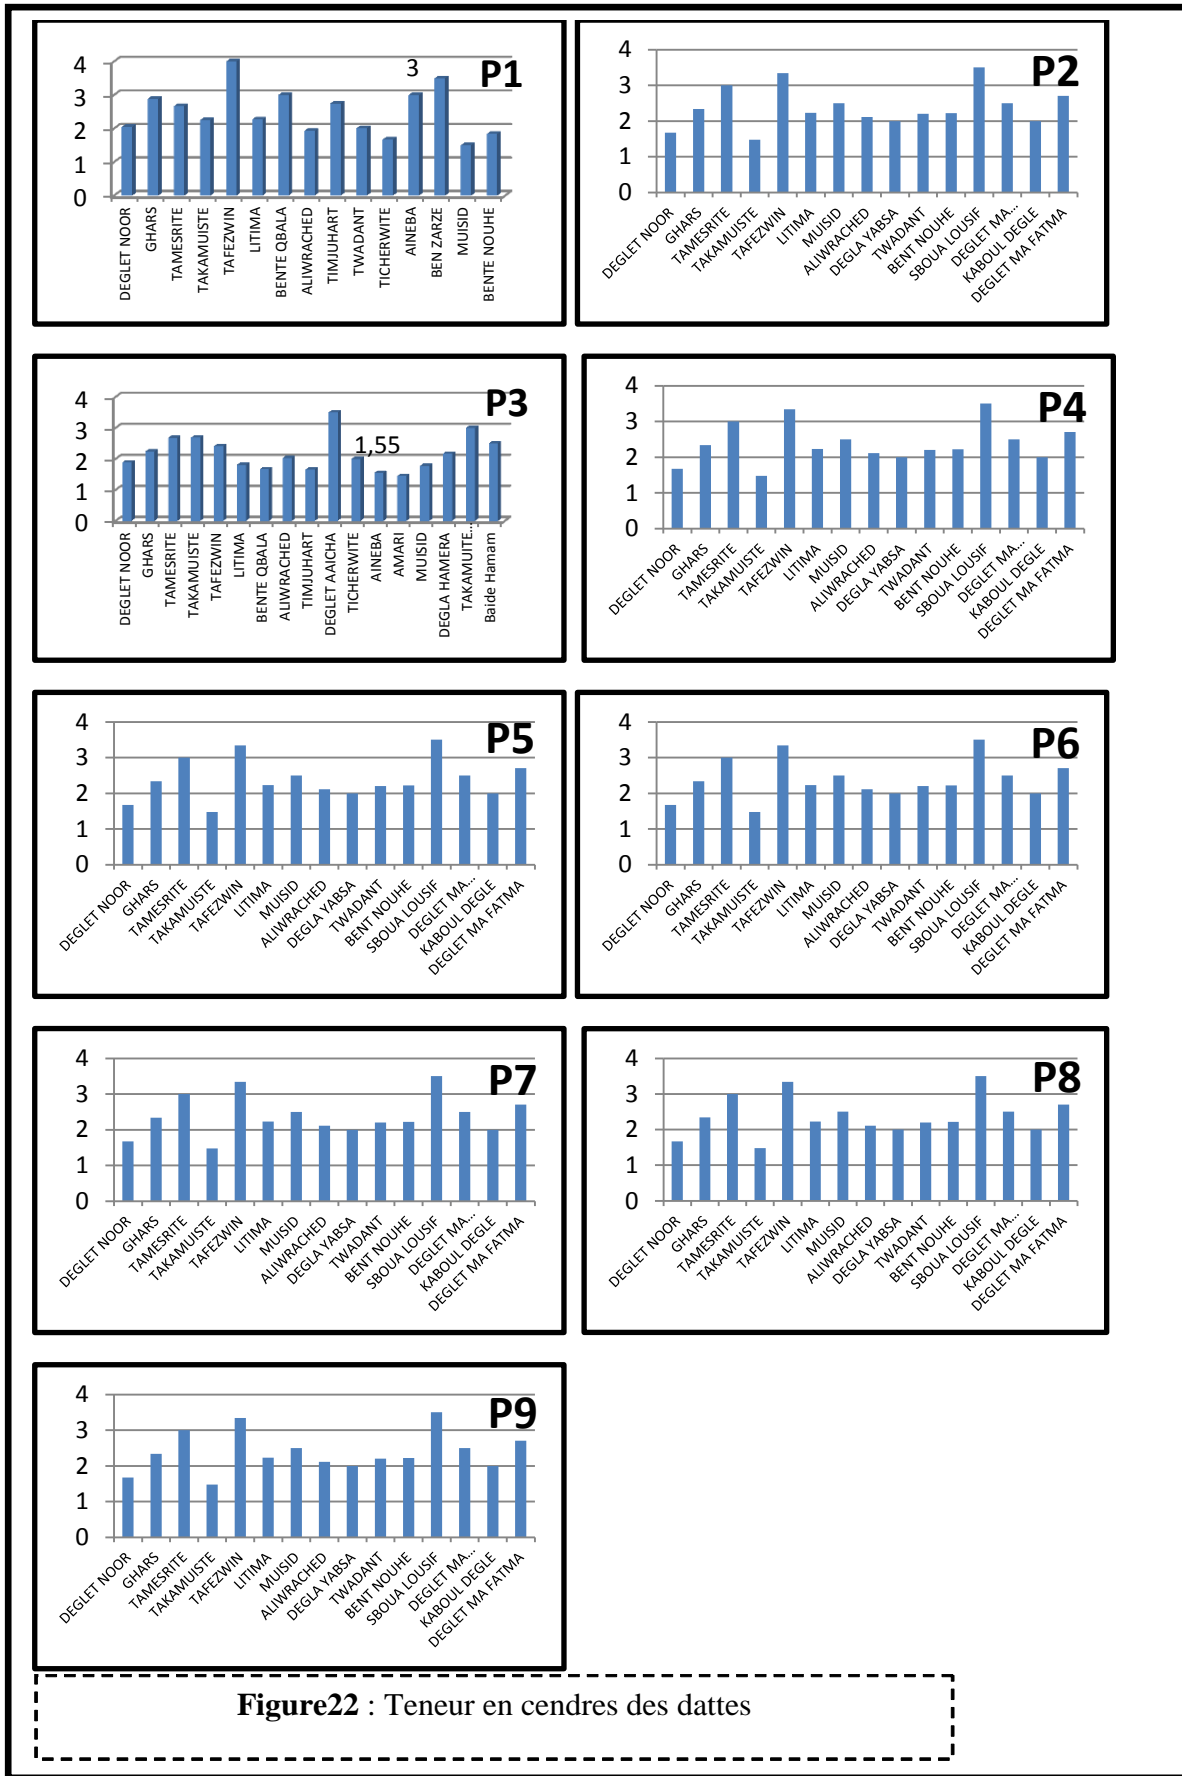 P1
4
3
2
1
0
3
DEGLET NOOR
GHARS
TAMESRITE
TAKAMUISTE
TAFEZWIN
LITIMA
BENTE QBALA
ALIWRACHED
TIMJUHART
TWADANT
TICHERWITE
AINEBA
BEN ZARZE
MUISID
BENTE NOUHE
P2
4
3
2
1
0
DEGLET NOOR
GHARS
TAMESRITE
TAKAMUISTE
TAFEZWIN
LITIMA
MUISID
ALIWRACHED
DEGLA YABSA
TWADANT
BENT NOUHE
SBOUA LOUSIF
DEGLET MA...
KABOUL DEGLE
DEGLET MA FATMA
P3
4
3
2
1
0
1,55
DEGLET NOOR
GHARS
TAMESRITE
TAKAMUISTE
TAFEZWIN
LITIMA
BENTE QBALA
ALIWRACHED
TIMJUHART
DEGLET AAICHA
TICHERWITE
AINEBA
AMARI
MUISID
DEGLA HAMERA
TAKAMUITE...
Baide Hamam
P4
4
3
2
1
0
DEGLET NOOR
GHARS
TAMESRITE
TAKAMUISTE
TAFEZWIN
LITIMA
MUISID
ALIWRACHED
DEGLA YABSA
TWADANT
BENT NOUHE
SBOUA LOUSIF
DEGLET MA...
KABOUL DEGLE
DEGLET MA FATMA
P5
4
3
2
1
0
DEGLET NOOR
GHARS
TAMESRITE
TAKAMUISTE
TAFEZWIN
LITIMA
MUISID
ALIWRACHED
DEGLA YABSA
TWADANT
BENT NOUHE
SBOUA LOUSIF
DEGLET MA...
KABOUL DEGLE
DEGLET MA FATMA
P6
4
3
2
1
0
DEGLET NOOR
GHARS
TAMESRITE
TAKAMUISTE
TAFEZWIN
LITIMA
MUISID
ALIWRACHED
DEGLA YABSA
TWADANT
BENT NOUHE
SBOUA LOUSIF
DEGLET MA...
KABOUL DEGLE
DEGLET MA FATMA
P7
4
3
2
1
0
DEGLET NOOR
GHARS
TAMESRITE
TAKAMUISTE
TAFEZWIN
LITIMA
MUISID
ALIWRACHED
DEGLA YABSA
TWADANT
BENT NOUHE
SBOUA LOUSIF
DEGLET MA...
KABOUL DEGLE
DEGLET MA FATMA
P8
4
3
2
1
0
DEGLET NOOR
GHARS
TAMESRITE
TAKAMUISTE
TAFEZWIN
LITIMA
MUISID
ALIWRACHED
DEGLA YABSA
TWADANT
BENT NOUHE
SBOUA LOUSIF
DEGLET MA...
KABOUL DEGLE
DEGLET MA FATMA
P9
4
3
2
1
0
DEGLET NOOR
GHARS
TAMESRITE
TAKAMUISTE
TAFEZWIN
LITIMA
MUISID
ALIWRACHED
DEGLA YABSA
TWADANT
BENT NOUHE
SBOUA LOUSIF
DEGLET MA...
KABOUL DEGLE
DEGLET MA FATMA
Figure22 : Teneur en cendres des dattes